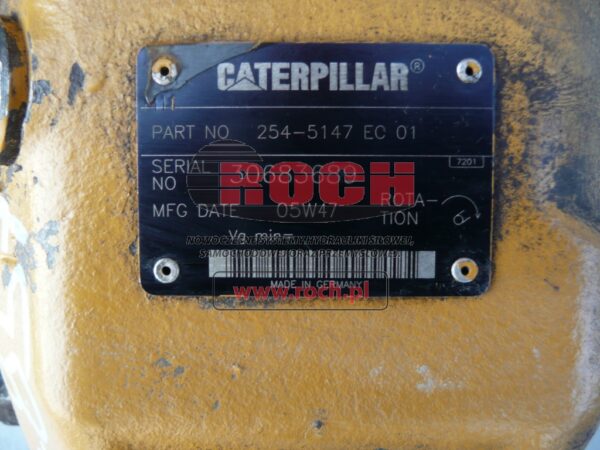 CATERPILLAR®
PART NO 254-5147 EC 01
SERIAL NO 30683689
7201
MFG DATE 05W47
ROTA-
TION
Vg min=
ROCH
MADE IN GERMANY
www.roch.pl